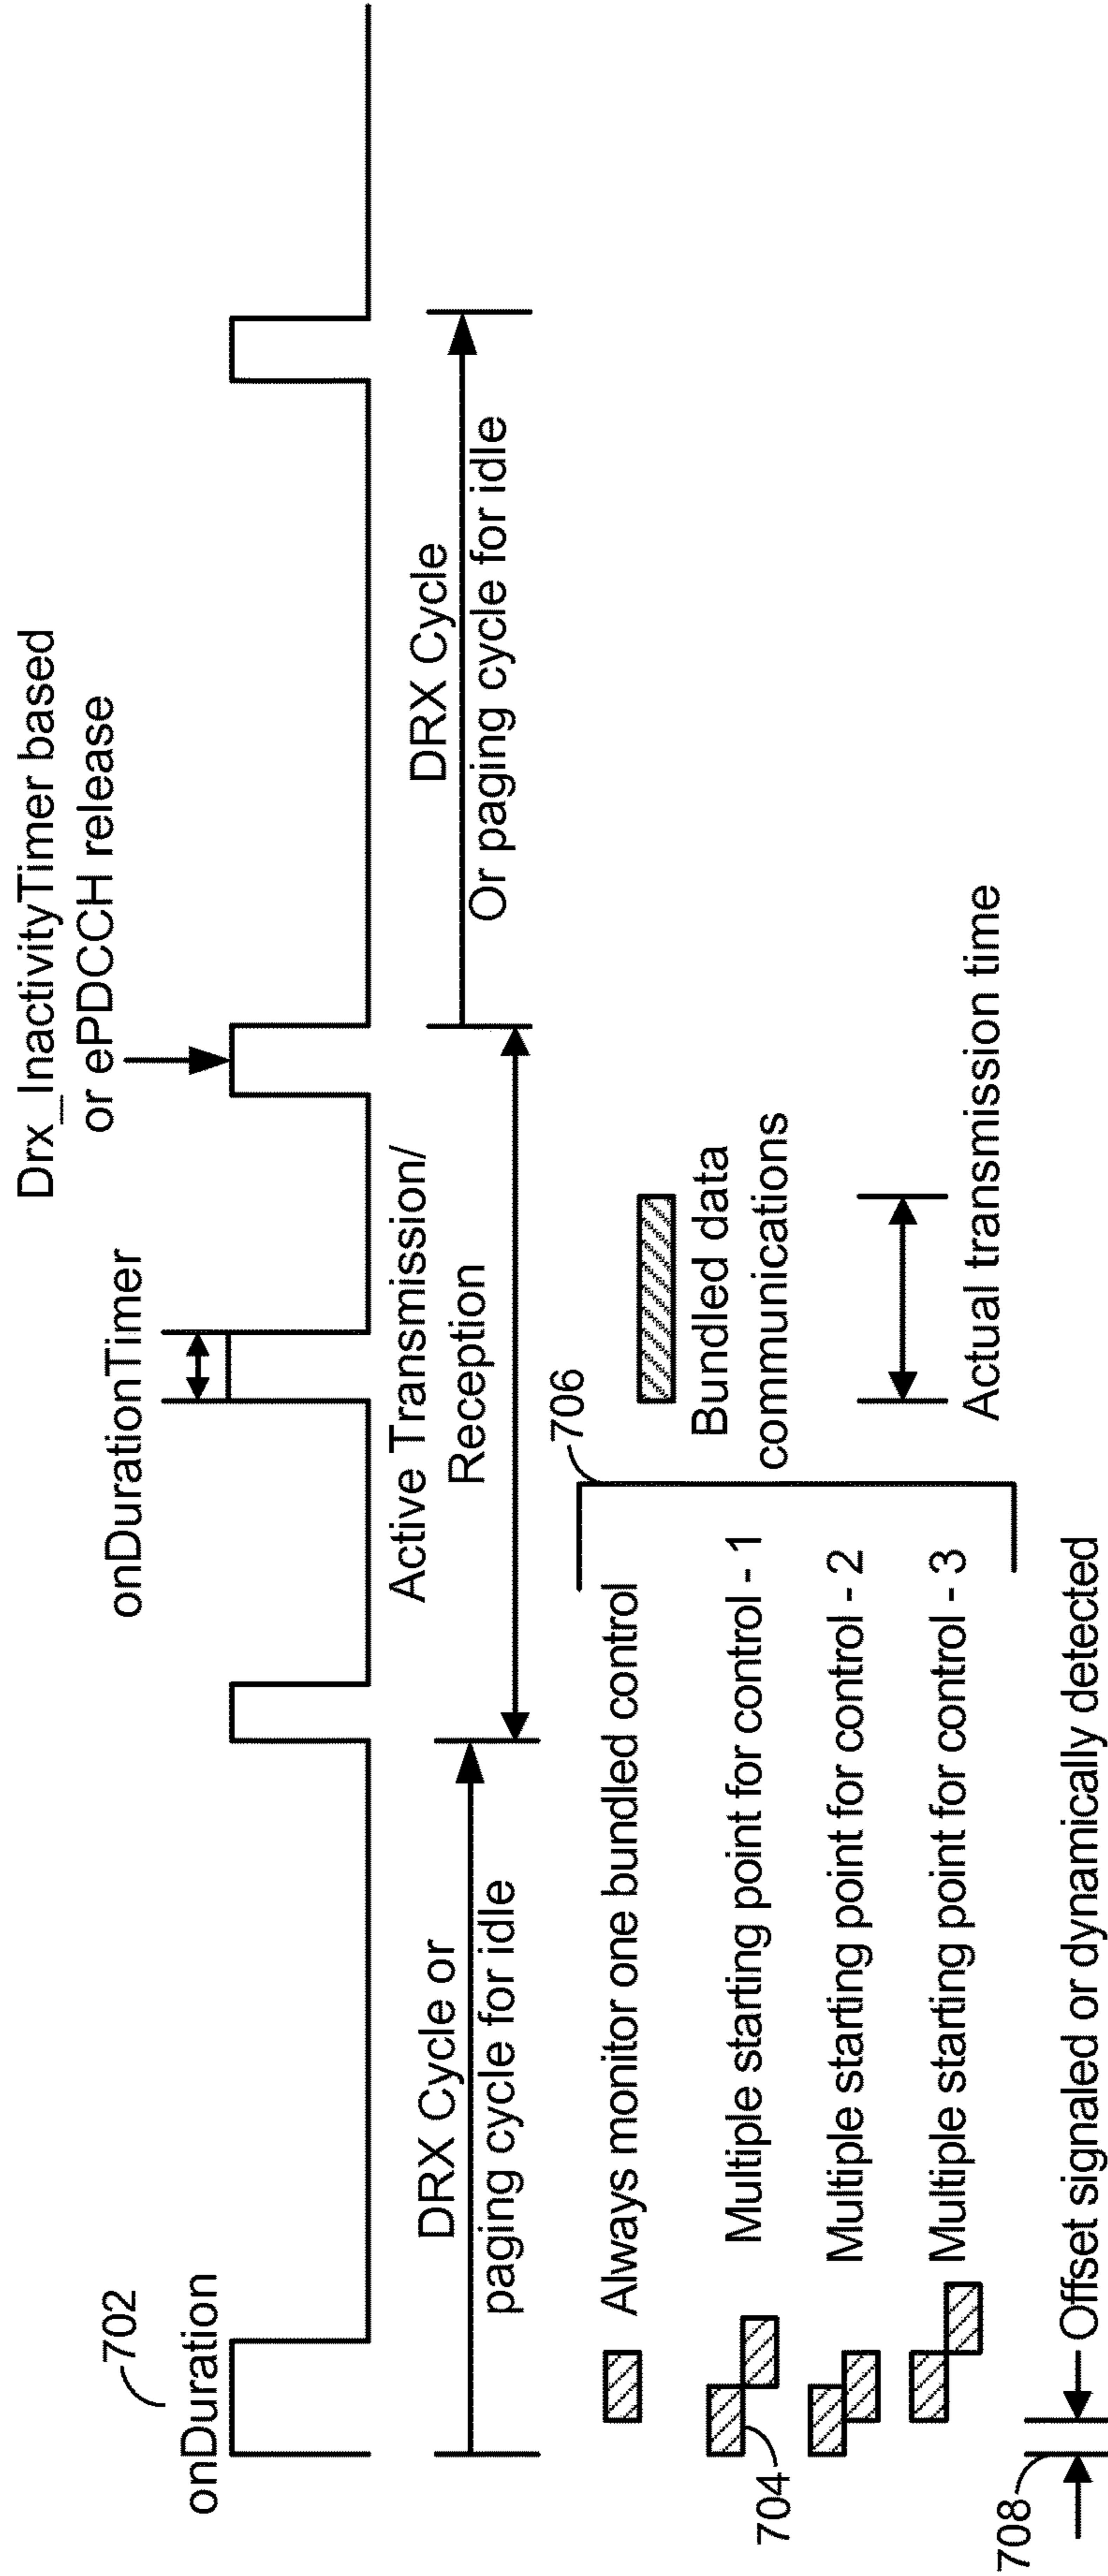 Drx_InactivityTimer based
or ePDCCH release
onDurationTimer
702
onDuration
Active Transmission/
Reception
DRX Cycle or
paging cycle for idle
DRX Cycle
Or paging cycle for idle
706
Always monitor one bundled control
Multiple starting point for control - 1
704
Multiple starting point for control - 2
Multiple starting point for control - 3
Bundled data
communications
Actual transmission time
708
Offset signaled or dynamically detected